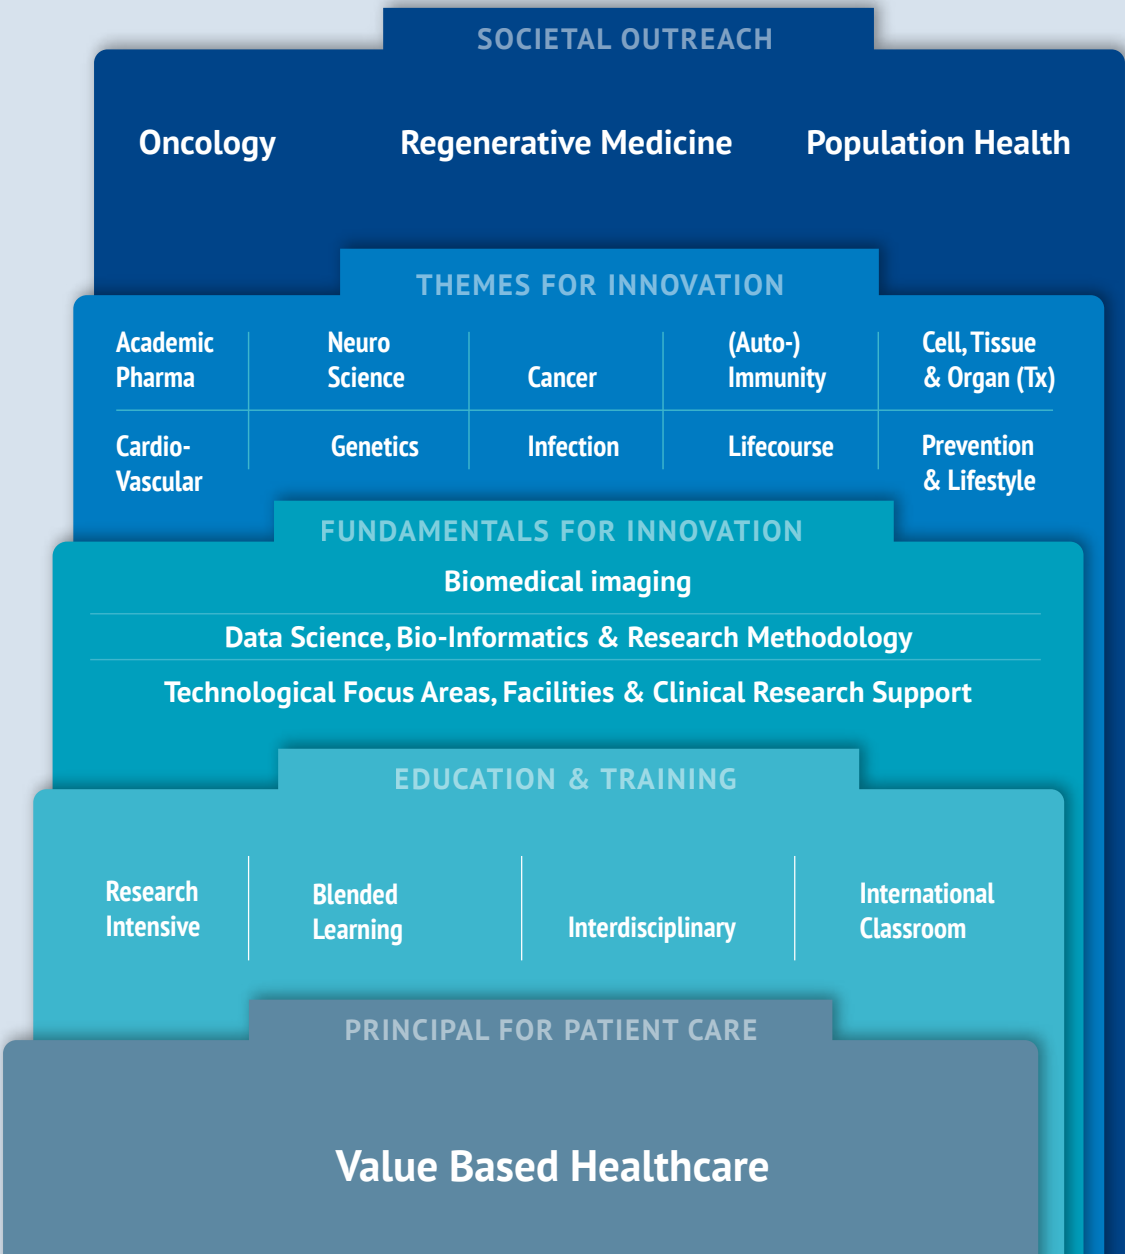 SOCIETAL OUTREACH
Oncology
Regenerative Medicine
Population Health
THEMES FOR INNOVATION
Academic
Pharma
Neuro
Science
Cancer
(Auto-)
Immunity
Cell, Tissue
& Organ (Tx)
Cardio-
Vascular
Genetics
Infection
Lifecourse
Prevention
& Lifestyle
FUNDAMENTALS FOR INNOVATION
Biomedical imaging
Data Science, Bio-Informatics & Research Methodology
Technological Focus Areas, Facilities & Clinical Research Support
EDUCATION & TRAINING
Research
Intensive
Blended
Learning
Interdisciplinary
International
Classroom
PRINCIPAL FOR PATIENT CARE
Value Based Healthcare